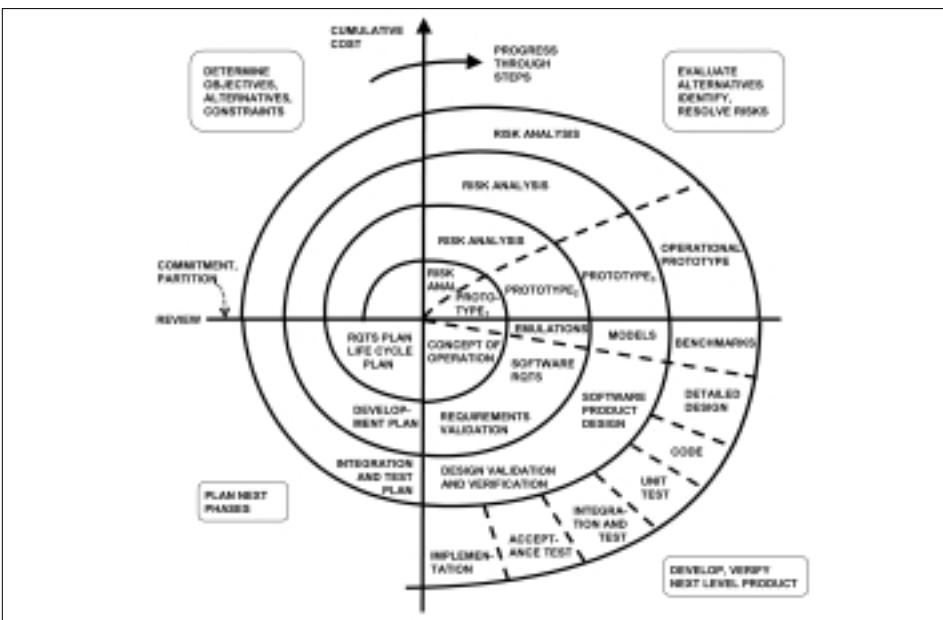 CUMULATIVE
COST
PROGRESS
THROUGH
STEPS
DETERMINE
OBJECTIVES,
ALTERNATIVES,
CONSTRAINTS
EVALUATE
ALTERNATIVES
IDENTIFY,
RESOLVE RISKS
RISK ANALYSIS
RISK ANALYSIS
RISK ANALYSIS
RISK
ANAL
OPERATIONAL
PROTOTYPE
PROTOTYPE₃
PROTOTYPE₂
PROTO-
TYPE₁
COMMITMENT,
PARTITION
REVIEW
RQTS PLAN
LIFE CYCLE
PLAN
CONCEPT OF
OPERATION
EMULATIONS
MODELS
BENCHMARKS
SOFTWARE
RQTS
SOFTWARE
PRODUCT
DESIGN
DETAILED
DESIGN
DEVELOP-
MENT PLAN
REQUIREMENTS
VALIDATION
CODE
UNIT
TEST
INTEGRATION
AND TEST
PLAN
DESIGN VALIDATION
AND VERIFICATION
INTEGRA-
TION AND
TEST
ACCEPT-
ANCE TEST
IMPLEMEN-
TATION
PLAN NEXT
PHASES
DEVELOP, VERIFY
NEXT LEVEL PRODUCT